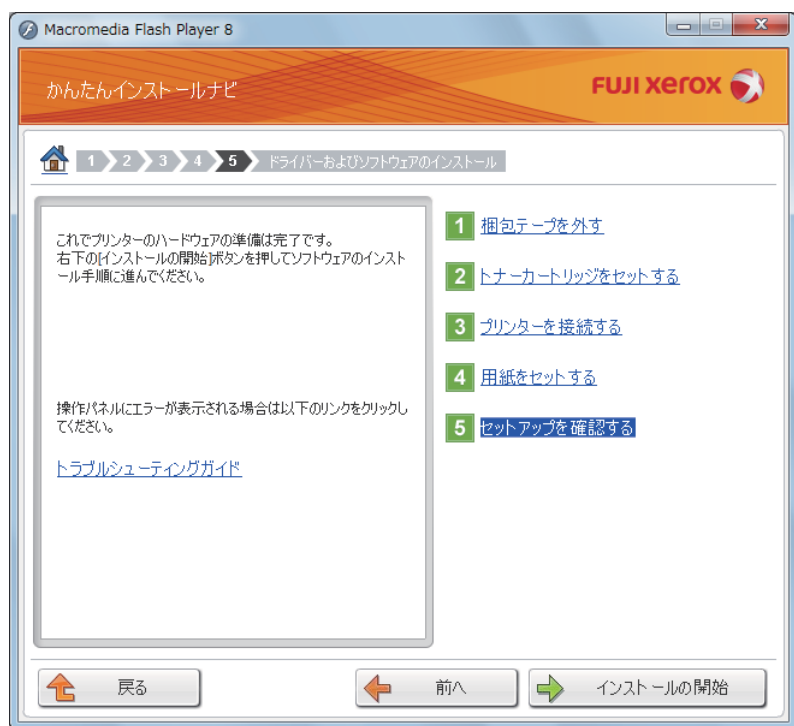 Macromedia Flash Player 8
かんたんインストールナビ
FUJI xerox
1 2 3 4 5 ドライバーおよびソフトウェアのインストール
これでプリンターのハードウェアの準備は完了です。
右下の[インストールの開始]ボタンを押してソフトウェアのインスト
ール手順に進んでください。
操作パネルにエラーが表示される場合は以下のリンクをクリックし
てください。
トラブルシューティングガイド
1 梱包テープを外す
2 トナーカートリッジをセットする
3 プリンターを接続する
4 用紙をセットする
5 セットアップを確認する
戻る
前へ
インストールの開始